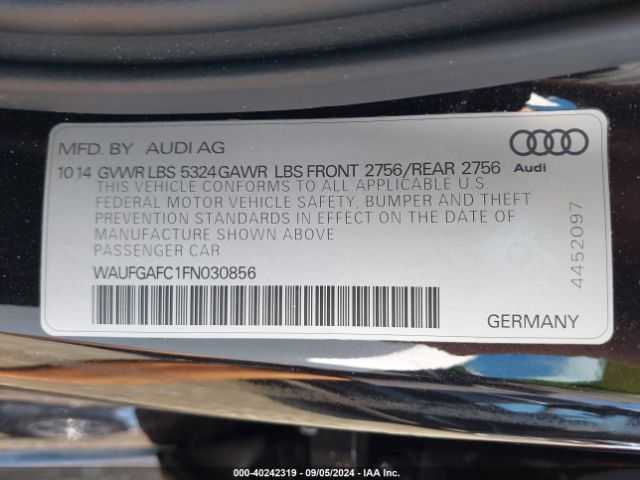 MFD. BY AUDI AG
10 14 GVWR LBS 5324 GAWR LBS FRONT 2756/REAR 2756
Audi
THIS VEHICLE CONFORMS TO ALL APPLICABLE U.S.
FEDERAL MOTOR VEHICLE SAFETY, BUMPER AND THEFT
PREVENTION STANDARDS IN EFFECT ON THE DATE OF
MANUFACTURE SHOWN ABOVE.
PASSENGER CAR
WAUFGAFC1FN030856
4452097
GERMANY
000-40242319 - 09/05/2024 - IAA Inc.